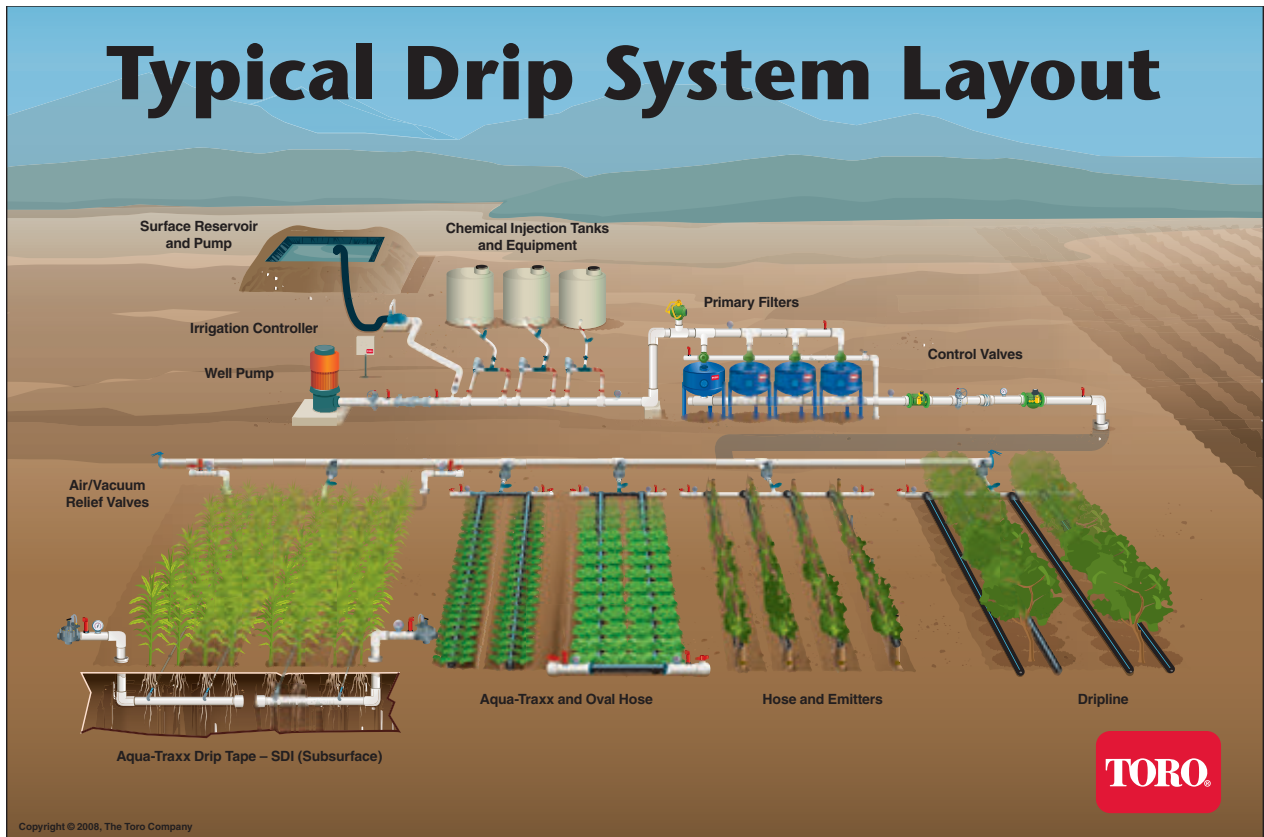 Typical Drip System Layout
Surface Reservoir
and Pump
Chemical Injection Tanks
and Equipment
Primary Filters
Irrigation Controller
Control Valves
Well Pump
Air/Vacuum
Relief Valves
Aqua-Traxx and Oval Hose
Hose and Emitters
Dripline
Aqua-Traxx Drip Tape – SDI (Subsurface)
TORO®
Copyright © 2008, The Toro Company